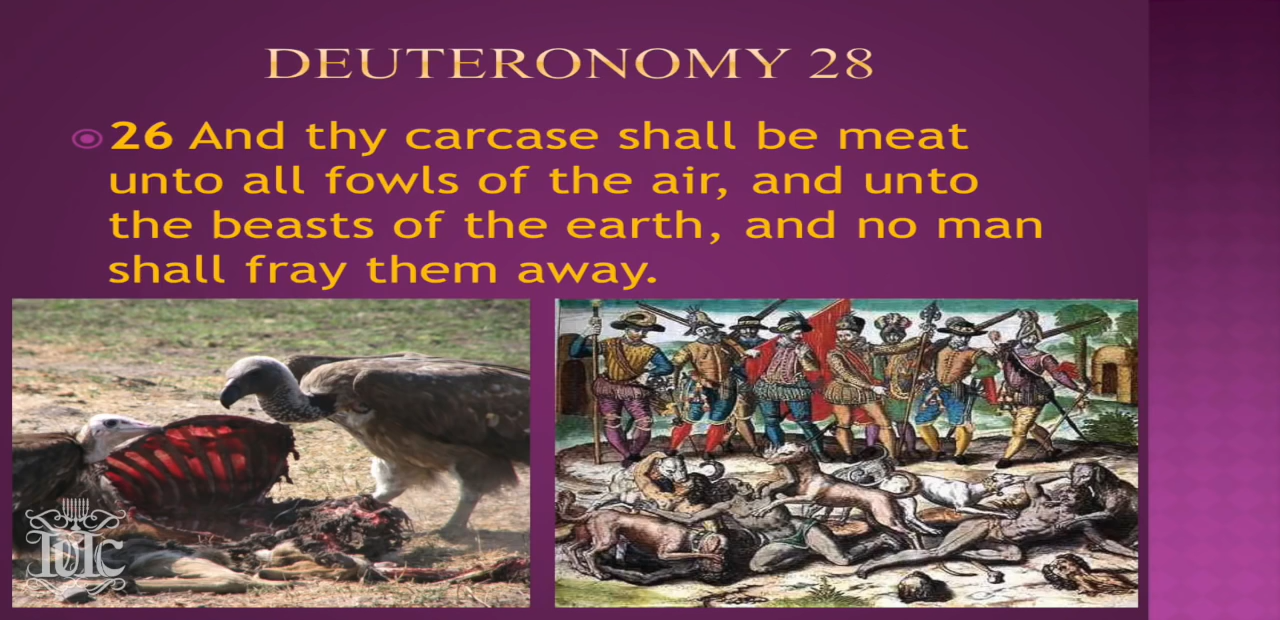 DEUTERONOMY 28
26 And thy carcase shall be meat
unto all fowls of the air, and unto
the beasts of the earth, and no man
shall fray them away.
IUIC